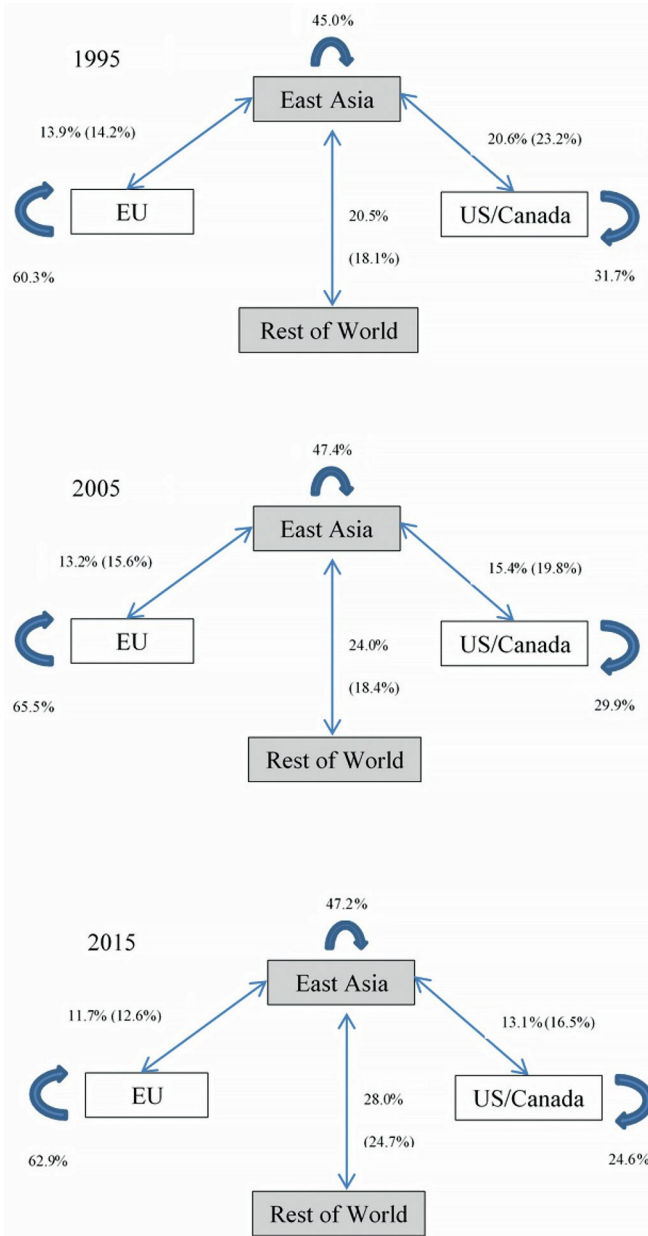 45.0%
1995
East Asia
13.9% (14.2%)
20.6% (23.2%)
EU
20.5%
US/Canada
(18.1%)
60.3%
31.7%
Rest of World
47.4%
2005
East Asia
13.2% (15.6%)
15.4% (19.8%)
EU
24.0%
US/Canada
(18.4%)
65.5%
29.9%
Rest of World
47.2%
2015
East Asia
11.7% (12.6%)
13.1% (16.5%)
EU
28.0%
US/Canada
(24.7%)
62.9%
24.6%
Rest of World